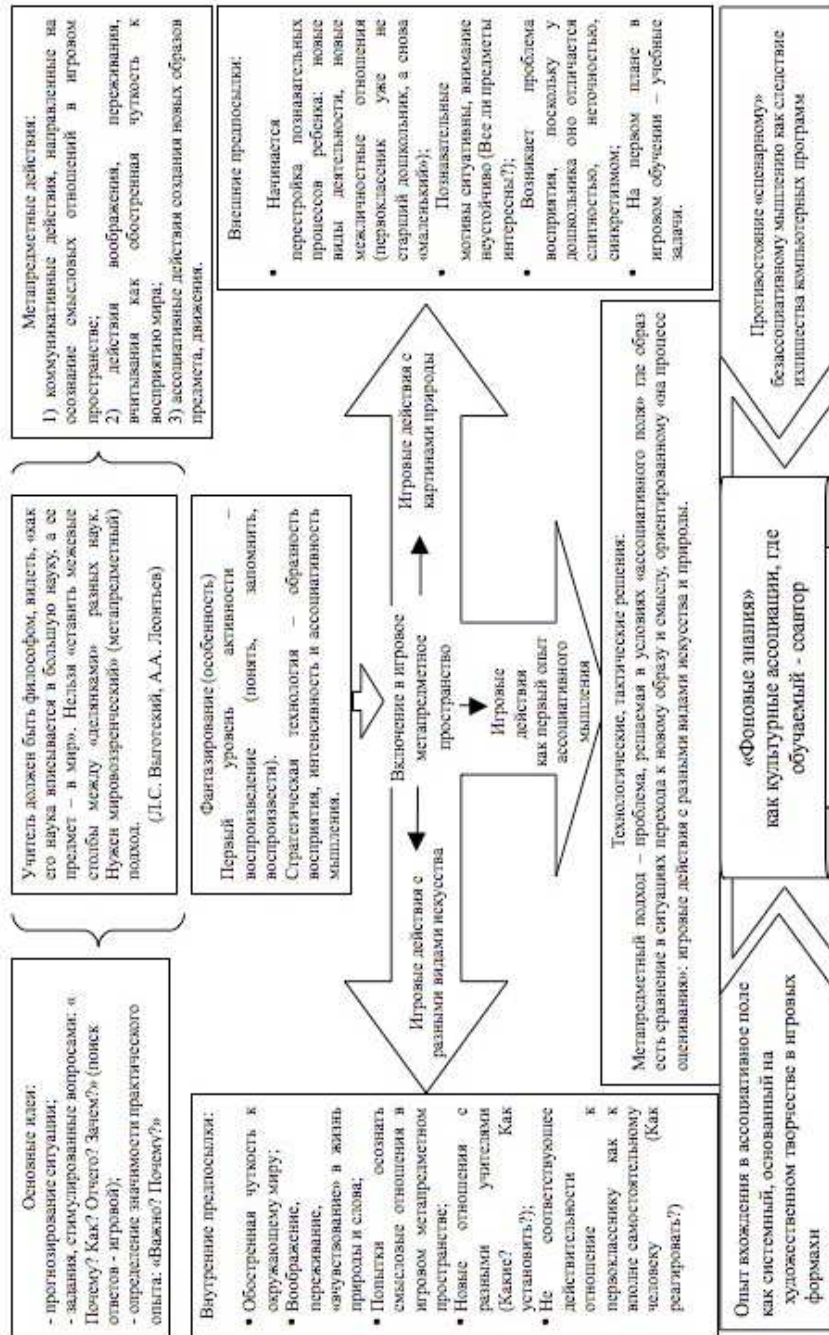 Основные идеи:
- прогнозирование ситуации;
- задания, стимулированные вопросами: «
Почему? Как? Отчего? Зачем?» (поиск
ответов - игровой);
- определение значимости практического
опыта: «Важно? Почему?»
Учитель должен быть философом, видеть, «как
его наука вписывается в большую науку, а ее
предмет – в мир». Нельзя «ставить межевые
столбы между «делянками» разных наук.
Нужен мировоззренческий» (метапредметный)
подход.
(Л.С. Выготский, А.А. Леонтьев)
Метапредметные действия:
1) коммуникативные действия, направленные на
осознание смысловых отношений в игровом
пространстве;
2) действия воображения, переживания,
вчитывания как обостренная чуткость к
восприятию мира;
3) ассоциативные действия создания новых образов
предмета, движения.
Внутренние предпосылки:
▪ Обостренная чуткость к
окружающему миру;
▪ Воображение,
переживание,
«вчувствование» в жизнь
природы и слова;
▪ Попытки осознать
смысловые отношения в
игровом метапредметном
пространстве;
▪ Новые отношения с
разными учителями
(Какие? Как
установить?);
▪ Не соответствующее
действительности
отношение к
первокласснику как к
вполне самостоятельному
человеку (Как
реагировать?)
Фантазирование (особенность)
Первый уровень активности –
воспроизведение (понять, запомнить,
воспроизвести).
Стратегическая технология – образность
восприятия, интенсивность и ассоциативность
мышления.
Игровые действия с
разными видами искусства
Включение в игровое
метапредметное
пространство
Игровые действия с
картинами природы
Игровые
действия
как первый опыт
ассоциативного
мышления
Внешние предпосылки:
▪ Начинается
перестройка познавательных
процессов ребенка: новые
виды деятельности, новые
межличностные отношения
(первоклассник уже не
старший дошкольник, а снова
«маленький»);
▪ Познавательные
мотивы ситуативны, внимание
неустойчиво (Все ли предметы
интересны?);
▪ Возникает проблема
восприятия, поскольку у
дошкольника оно отличается
слитностью, неточностью,
синкретизмом;
▪ На первом плане в
игровом обучении – учебные
задачи.
Технологические, тактические решения:
Метапредметный подход – проблема, решаемая в условиях «ассоциативного поля» где образ
есть сравнение в ситуациях перехода к новому образу и смыслу, ориентированному «на процесс
оценивания»: игровые действия с разными видами искусства и природы.
Опыт вхождения в ассоциативное поле
как системный, основанный на
художественном творчестве в игровых
формахи
«Фоновые знания»
как культурные ассоциации, где
обучаемый - соавтор
Противостояние «сценарному»
безассоциативному мышлению как следствие
излишества компьютерных программ